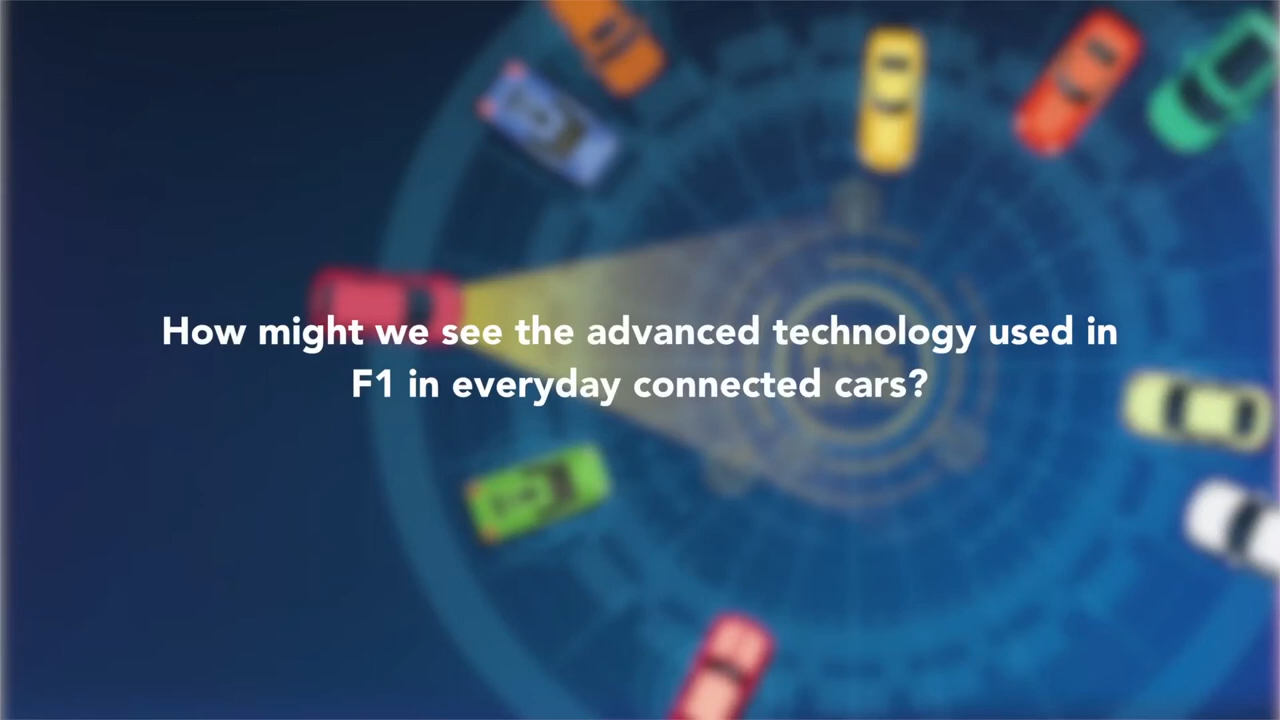 How might we see the advanced technology used in
F1 in everyday connected cars?